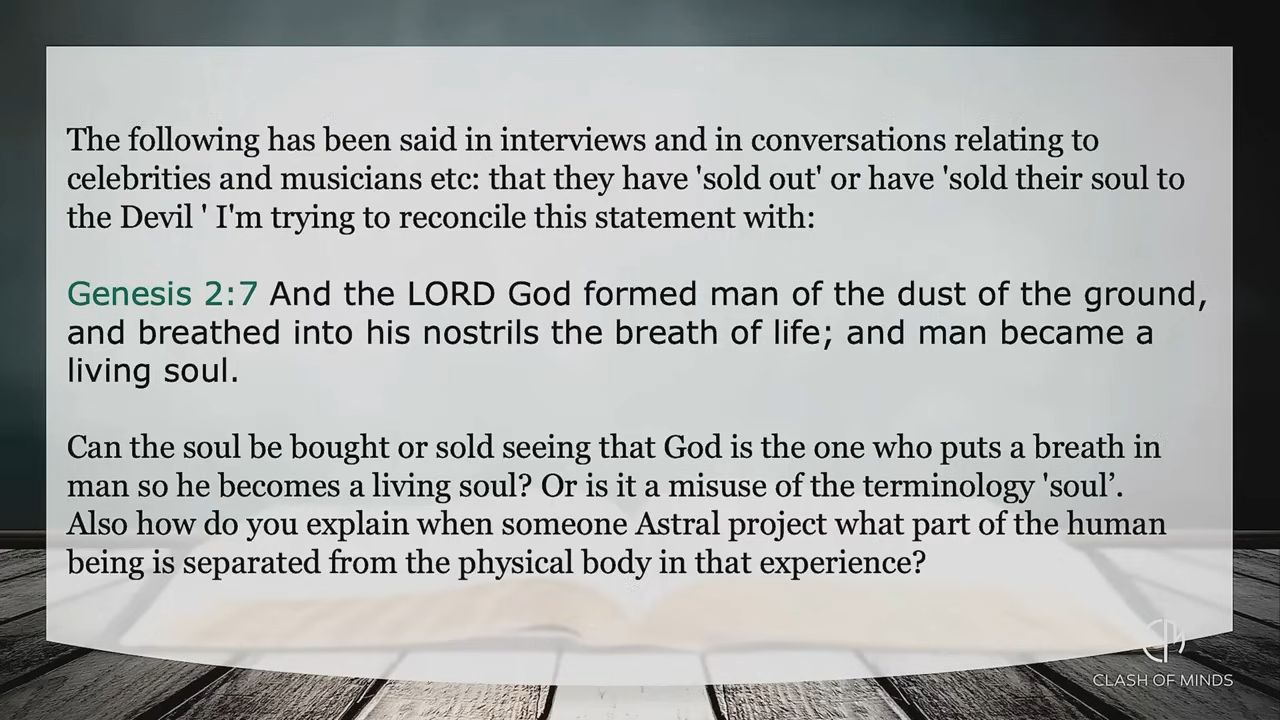 The following has been said in interviews and in conversations relating to
celebrities and musicians etc: that they have 'sold out' or have 'sold their soul to
the Devil ' I'm trying to reconcile this statement with:
Genesis 2:7 And the LORD God formed man of the dust of the ground,
and breathed into his nostrils the breath of life; and man became a
living soul.
Can the soul be bought or sold seeing that God is the one who puts a breath in
man so he becomes a living soul? Or is it a misuse of the terminology 'soul’.
Also how do you explain when someone Astral project what part of the human
being is separated from the physical body in that experience?
CLASH OF MINDS